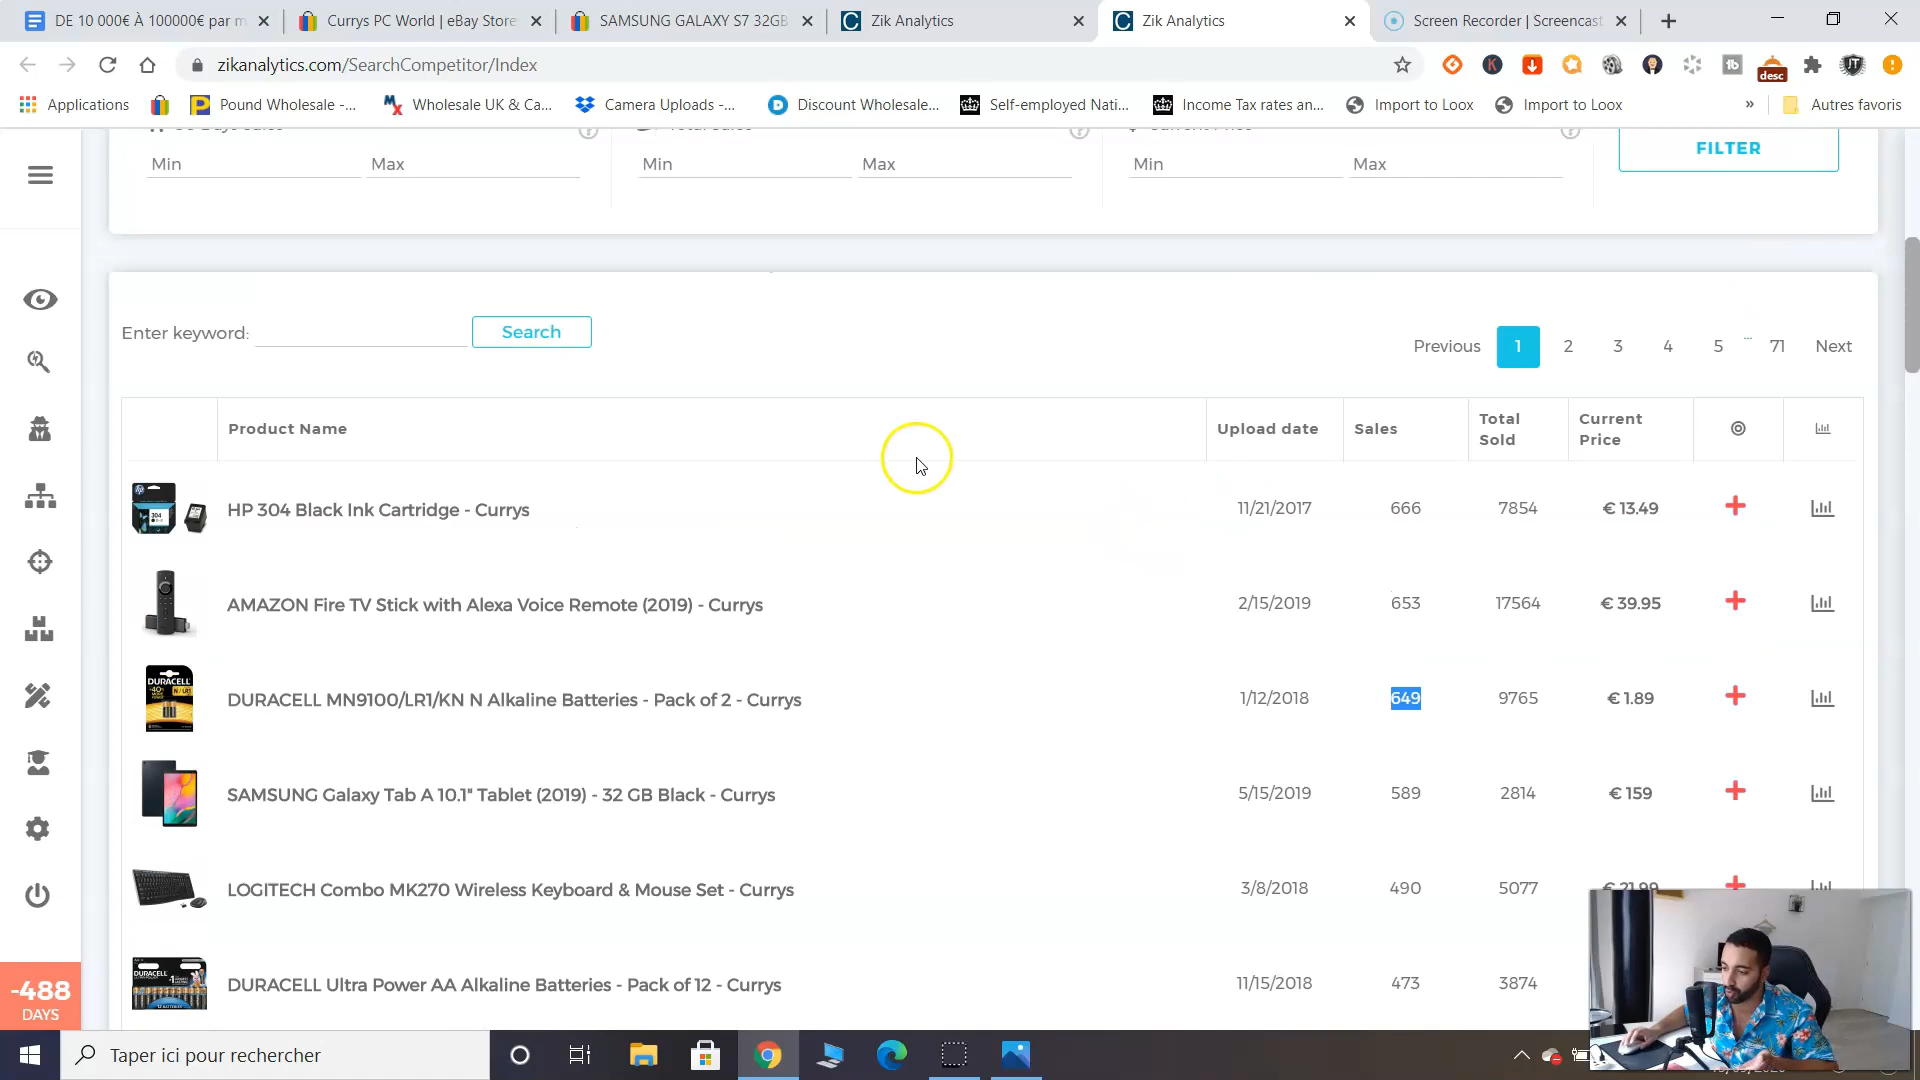 DE 10 000€ À 100000€ par m
Currys PC World | eBay Store
SAMSUNG GALAXY S7 32GB
Zik Analytics
Zik Analytics
Screen Recorder | Screencast
zikanalytics.com/SearchCompetitor/Index
Applications
Pound Wholesale -...
Wholesale UK & Ca...
Camera Uploads -...
Discount Wholesale...
Self-employed Nati...
Income Tax rates an...
Import to Loox
Import to Loox
»
Autres favoris
Min Max Min Max Min Max
FILTER
Enter keyword: Search
Previous 1 2 3 4 5 ... 71 Next
Product Name Upload date Sales Total Sold Current Price
HP 304 Black Ink Cartridge - Currys 11/21/2017 666 7854 € 13.49
AMAZON Fire TV Stick with Alexa Voice Remote (2019) - Currys 2/15/2019 653 17564 € 39.95
DURACELL MN9100/LR1/KN N Alkaline Batteries - Pack of 2 - Currys 1/12/2018 649 9765 € 1.89
SAMSUNG Galaxy Tab A 10.1" Tablet (2019) - 32 GB Black - Currys 5/15/2019 589 2814 € 159
LOGITECH Combo MK270 Wireless Keyboard & Mouse Set - Currys 3/8/2018 490 5077 € 21.99
DURACELL Ultra Power AA Alkaline Batteries - Pack of 12 - Currys 11/15/2018 473 3874
-488
DAYS
Taper ici pour rechercher